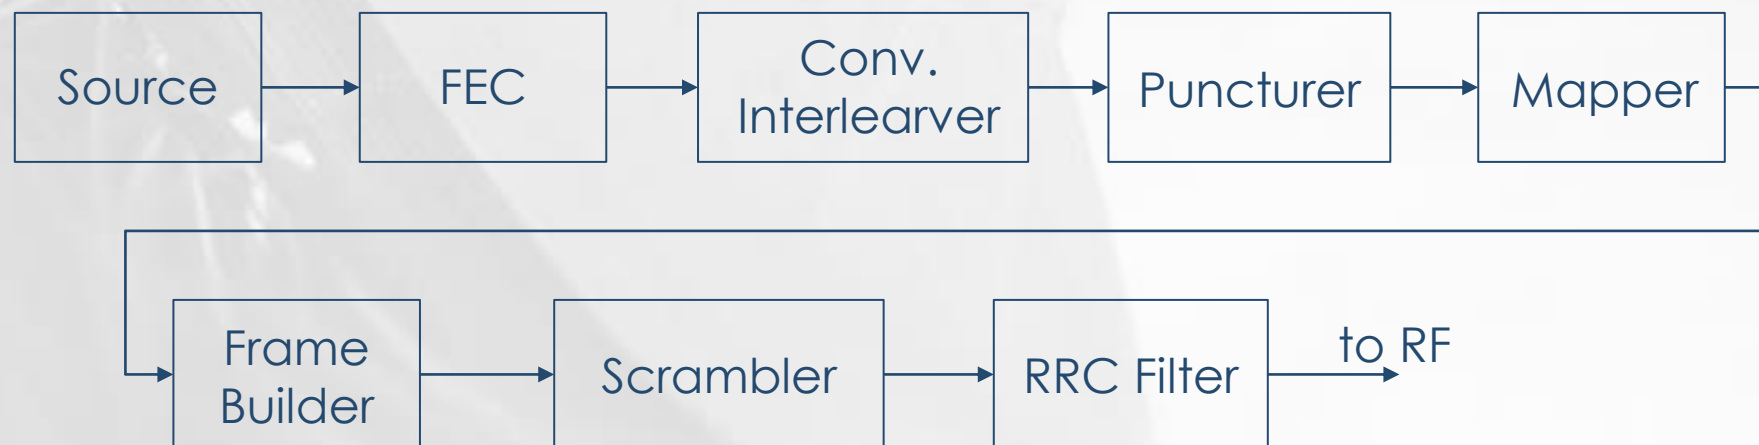 Source
FEC
Conv.
Interlearver
Puncturer
Mapper
Frame
Builder
Scrambler
RRC Filter
to RF